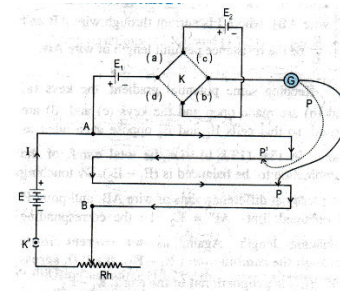 E₂
+ −
E₁
+
(a)
(c)
K
(d)
(b)
G
P
A
I
P'
E
+
−
B
P
K'
Rh